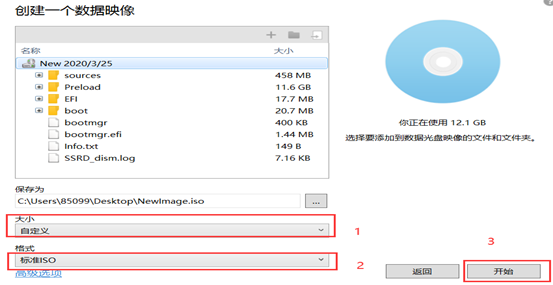 创建一个数据映像
名称 大小
New 2020/3/25
sources 458 MB
Preload 11.6 GB
EFI 17.7 MB
boot 20.7 MB
bootmgr 400 KB
bootmgr.efi 1.44 MB
Info.txt 149 B
SSRD_dism.log 7.16 KB
你正在使用 12.1 GB
选择要添加到数据光盘映像的文件和文件夹。
保存为
C:\Users\85099\Desktop\NewImage.iso ...
大小
自定义 1
格式
标准ISO 2
高级选项
3
返回 开始